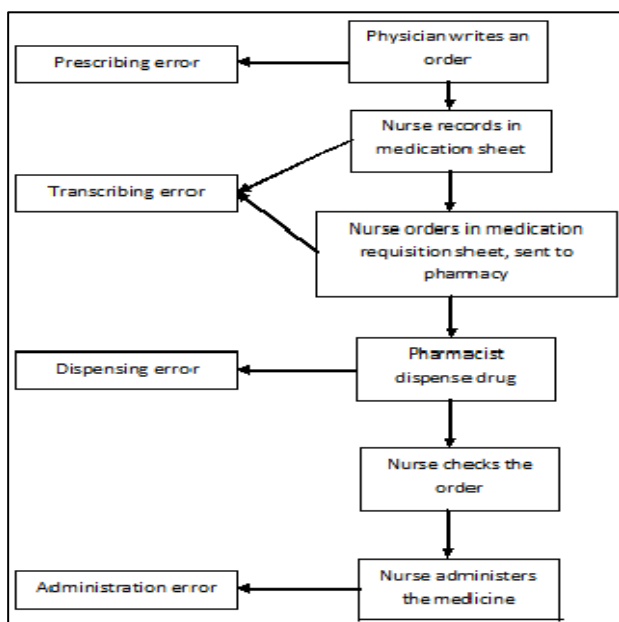 Physician writes an
order
Prescribing error
Nurse records in
medication sheet
Transcribing error
Nurse orders in medication
requisition sheet, sent to
pharmacy
Pharmacist
dispense drug
Dispensing error
Nurse checks the
order
Nurse administers
the medicine
Administration error